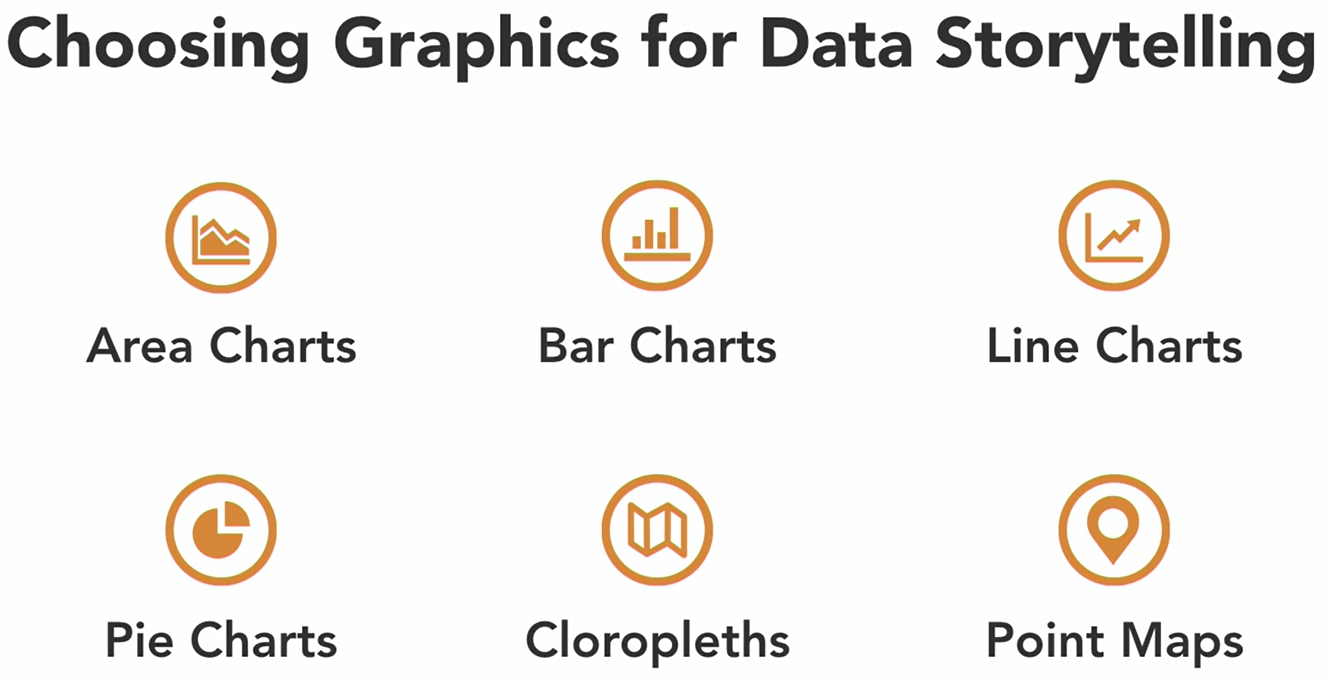 Choosing Graphics for Data Storytelling
Area Charts
Bar Charts
Line Charts
Pie Charts
Cloropleths
Point Maps